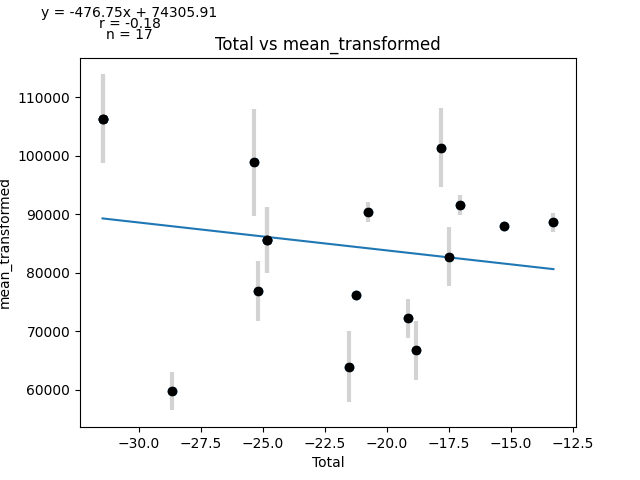 y = -476.75x + 74305.91
r = -0.18
n = 17
Total vs mean_transformed
mean_transformed
110000
100000
90000
80000
70000
60000
−30.0 −27.5 −25.0 −22.5 −20.0 −17.5 −15.0 −12.5
Total